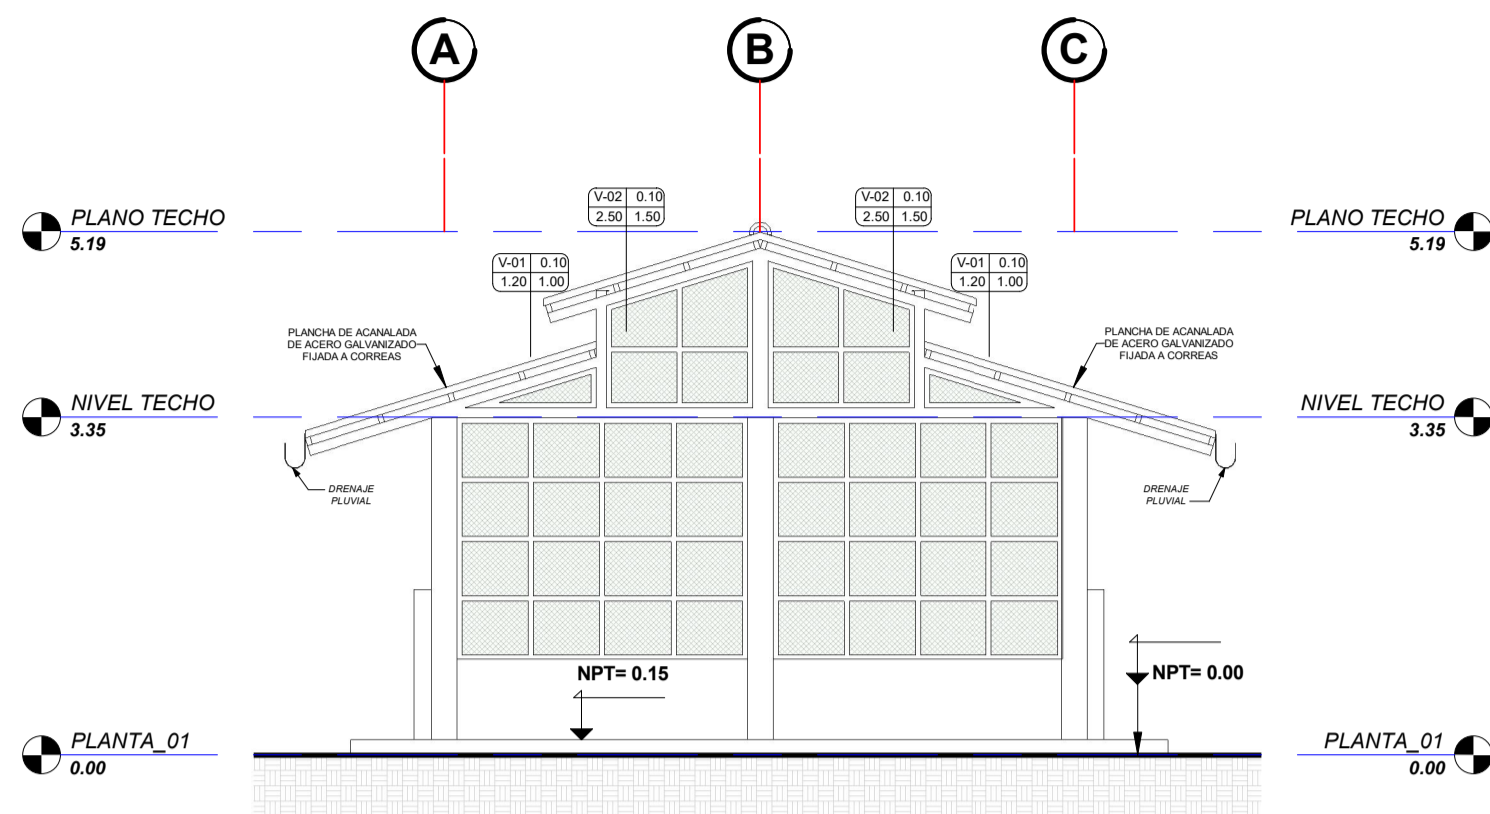 A
B
C
PLANO TECHO
5.19
V-02 0.10
2.50 1.50
V-02 0.10
2.50 1.50
PLANO TECHO
5.19
V-01 0.10
1.20 1.00
V-01 0.10
1.20 1.00
PLANCHA DE ACANALADA
DE ACERO GALVANIZADO
FIJADA A CORREAS
PLANCHA DE ACANALADA
DE ACERO GALVANIZADO
FIJADA A CORREAS
NIVEL TECHO
3.35
NIVEL TECHO
3.35
DRENAJE
PLUVIAL
DRENAJE
PLUVIAL
NPT= 0.15
NPT= 0.00
PLANTA_01
0.00
PLANTA_01
0.00